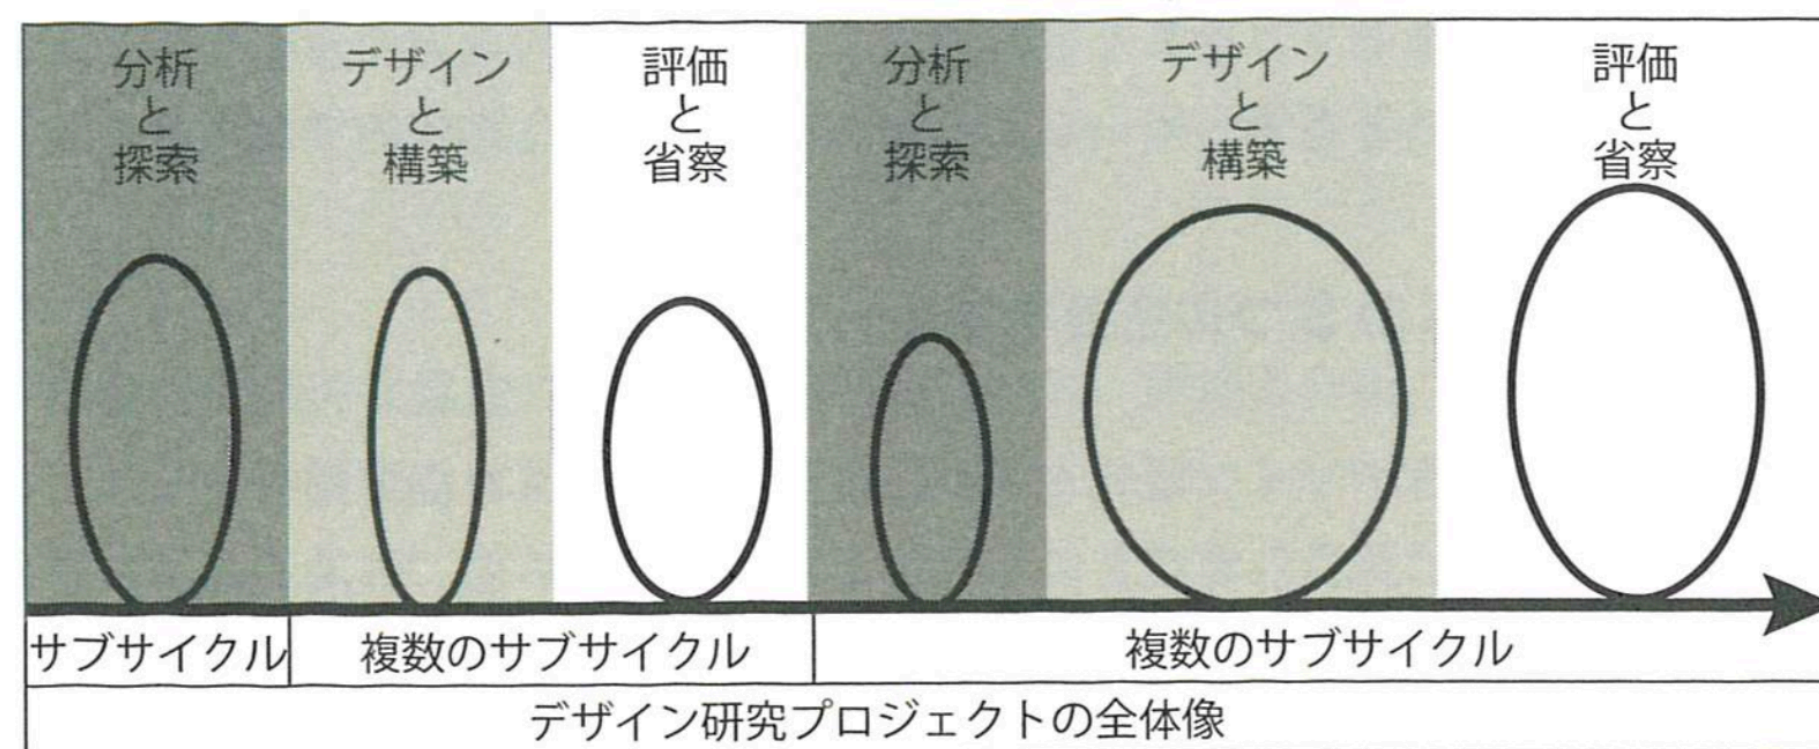 分析
と
探索
デザイン
と
構築
評価
と
省察
分析
と
探索
デザイン
と
構築
評価
と
省察
サブサイクル
複数のサブサイクル
複数のサブサイクル
デザイン研究プロジェクトの全体像